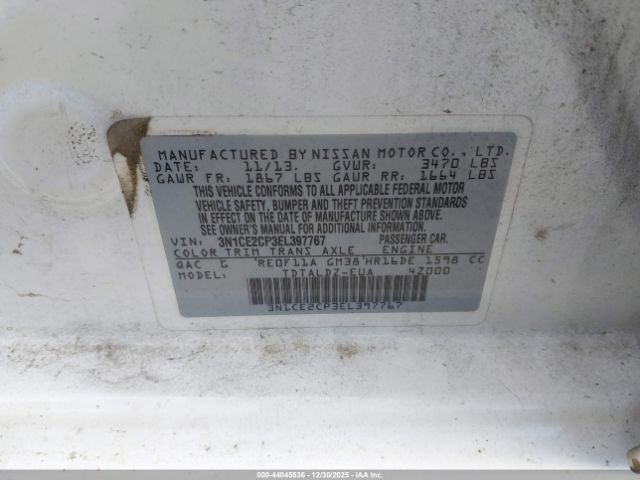 MANUFACTURED BY NISSAN MOTOR CO., LTD.
DATE: 11/13. GVWR: 3470 LBS
GAWR FR: 1867 LBS GAWR RR: 1664 LBS
THIS VEHICLE CONFORMS TO ALL APPLICABLE FEDERAL MOTOR
VEHICLE SAFETY, BUMPER AND THEFT PREVENTION STANDARDS
IN EFFECT ON THE DATE OF MANUFACTURE SHOWN ABOVE.
SEE OWNER'S MANUAL FOR ADDITIONAL INFORMATION.
VIN: 3N1CE2CP3EL397767 PASSENGER CAR.
COLOR TRIM TRANS AXLE ENGINE
QAC G RE0F11A GM38 HR16DE 1598 CC
MODEL: TDTALDZ-EUA 4Z000
3N1CE2CP3EL397767
000-44045536 - 12/30/2025 - IAA